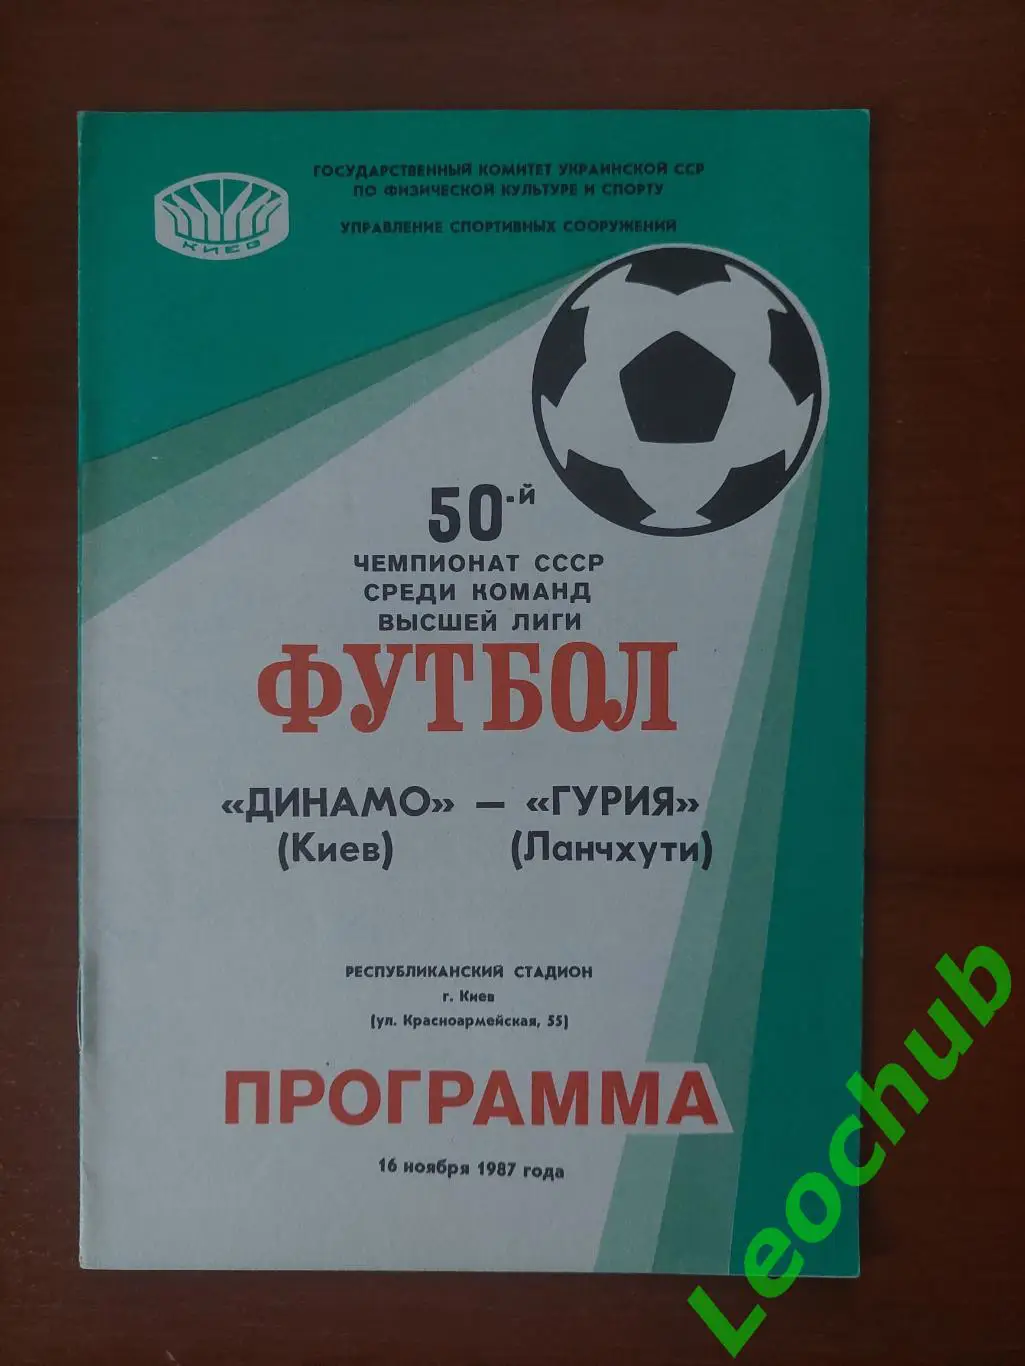 ГОСУДАРСТВЕННЫЙ КОМИТЕТ УКРАИНСКОЙ ССР
ПО ФИЗИЧЕСКОЙ КУЛЬТУРЕ И СПОРТУ
УПРАВЛЕНИЕ СПОРТИВНЫХ СООРУЖЕНИЙ
КИЕВ
50-й
ЧЕМПИОНАТ СССР
СРЕДИ КОМАНД
ВЫСШЕЙ ЛИГИ
ФУТБОЛ
«ДИНАМО» — «ГУРИЯ»
(Киев) (Ланчхути)
РЕСПУБЛИКАНСКИЙ СТАДИОН
г. Киев
(ул. Красноармейская, 55)
ПРОГРАММА
16 ноября 1987 года
Leochub